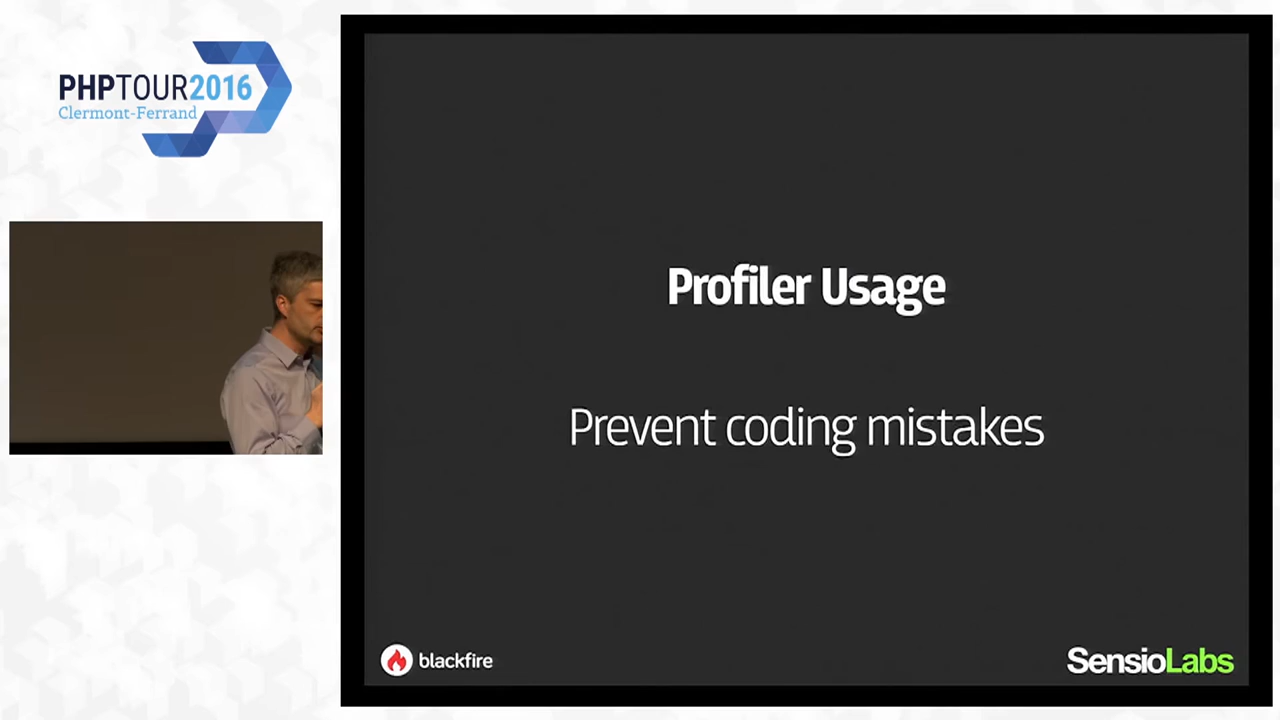 PHPTOUR2016
Clermont-Ferrand
Profiler Usage
Prevent coding mistakes
blackfire
SensioLabs